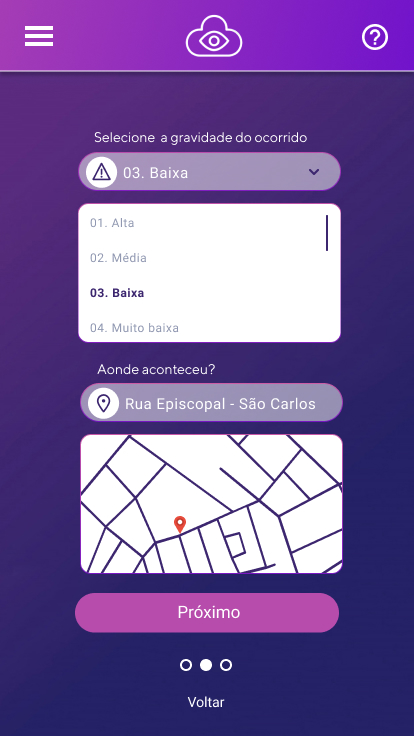 Selecione a gravidade do ocorrido
03. Baixa
01. Alta
02. Média
03. Baixa
04. Muito baixa
Aonde aconteceu?
Rua Episcopal - São Carlos
Próximo
Voltar